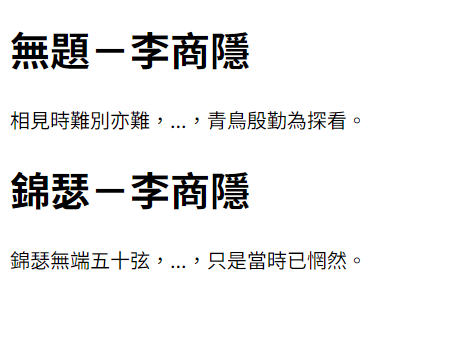 無題－李商隱
相見時難別亦難，...，青鳥殷勤為探看。
錦瑟－李商隱
錦瑟無端五十弦，...，只是當時已惘然。